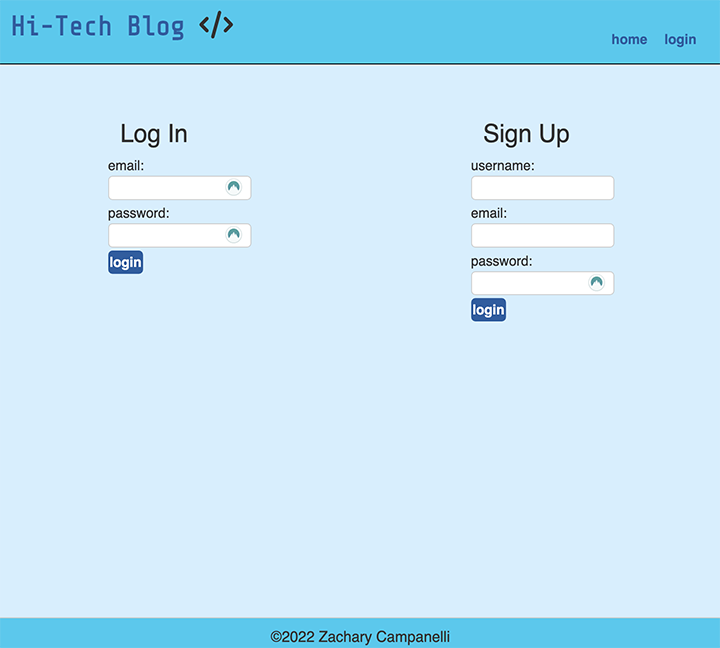 Hi-Tech Blog </>
home login
Log In
email:
password:
login
Sign Up
username:
email:
password:
login
©2022 Zachary Campanelli